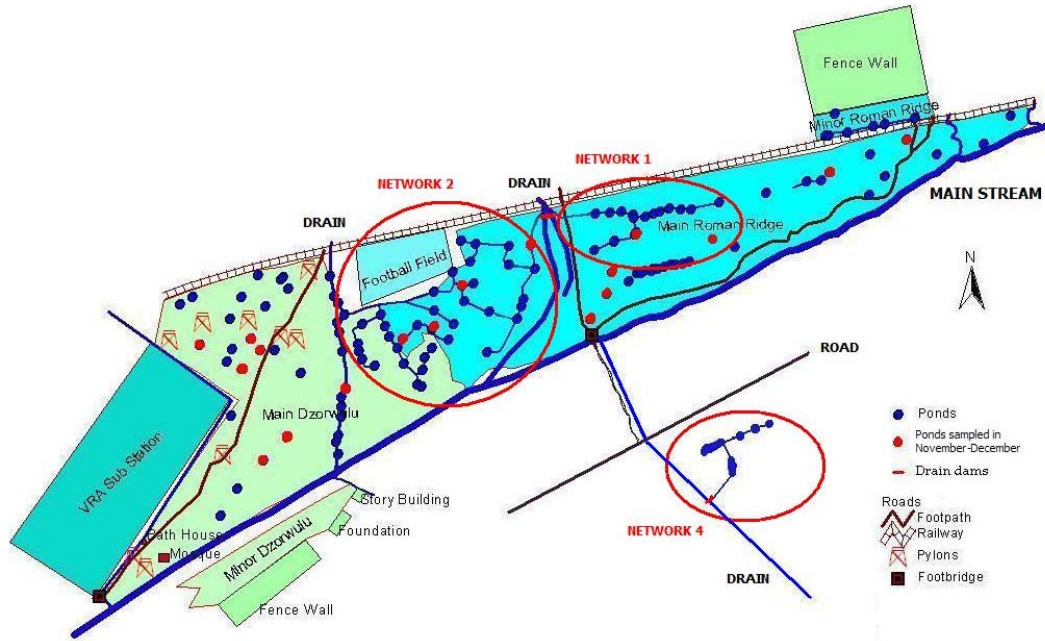 Fence Wall
Minor Roman Ridge
NETWORK 1
NETWORK 2
DRAIN
MAIN STREAM
DRAIN
Main Roman Ridge
Football Field
N
ROAD
Main Dzorwulu
VRA Sub Station
Ponds
Ponds sampled in
November-December
Drain dams
Story Building
Foundation
Roads
Footpath
Railway
Pylons
Footbridge
NETWORK 4
Path House
Mosque
Minor Dzorwulu
DRAIN
Fence Wall